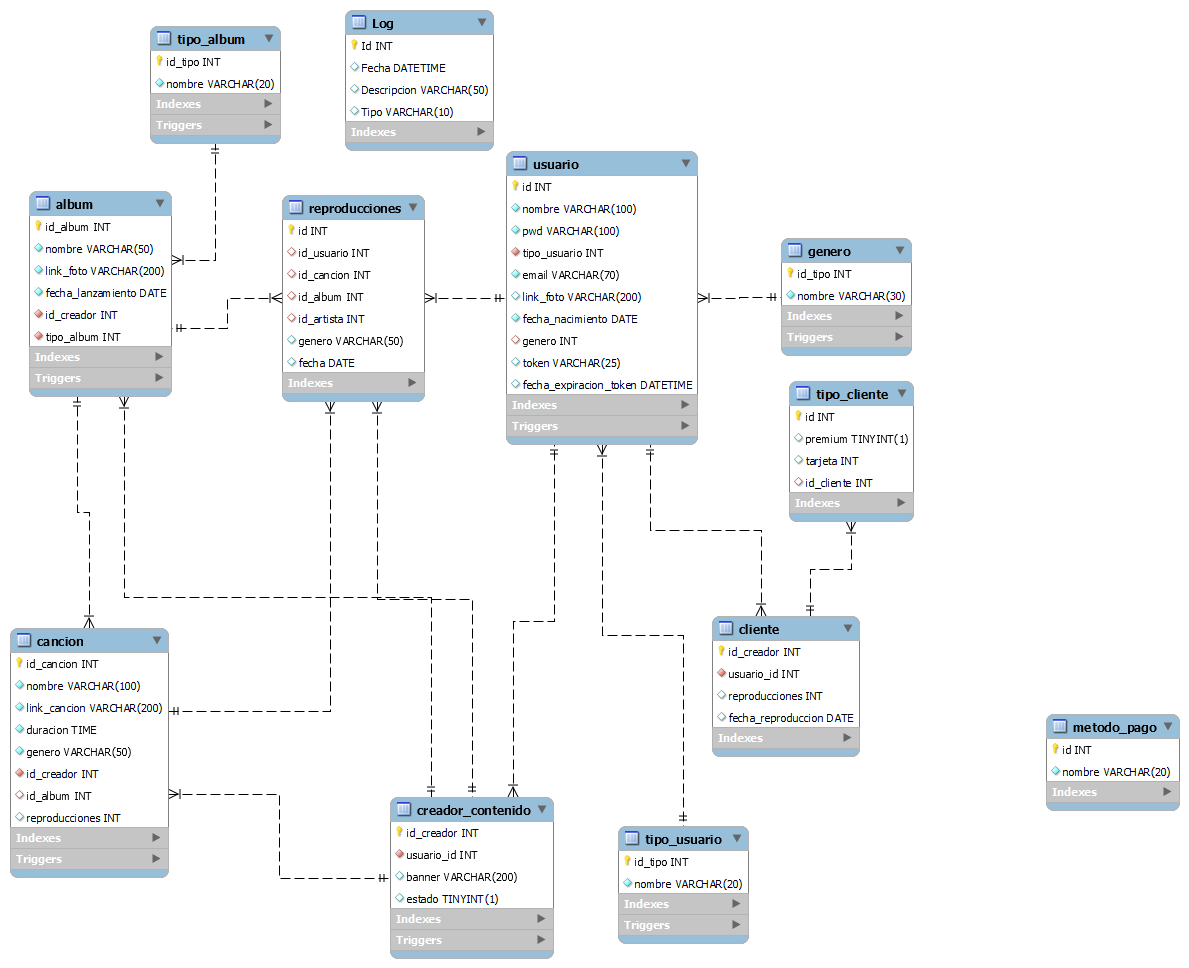 tipo_album
id_tipo INT
nombre VARCHAR(20)
Indexes
Triggers
Log
Id INT
Fecha DATETIME
Descripcion VARCHAR(50)
Tipo VARCHAR(10)
Indexes
album
id_album INT
nombre VARCHAR(50)
link_foto VARCHAR(200)
fecha_lanzamiento DATE
id_creador INT
tipo_album INT
Indexes
Triggers
reproducciones
id INT
id_usuario INT
id_cancion INT
id_album INT
id_artista INT
genero VARCHAR(50)
fecha DATE
Indexes
usuario
id INT
nombre VARCHAR(100)
pwd VARCHAR(100)
tipo_usuario INT
email VARCHAR(70)
link_foto VARCHAR(200)
fecha_nacimiento DATE
genero INT
token VARCHAR(25)
fecha_expiracion_token DATETIME
Indexes
Triggers
genero
id_tipo INT
nombre VARCHAR(30)
Indexes
Triggers
tipo_cliente
id INT
premium TINYINT(1)
tarjeta INT
id_cliente INT
Indexes
cancion
id_cancion INT
nombre VARCHAR(100)
link_cancion VARCHAR(200)
duracion TIME
genero VARCHAR(50)
id_creador INT
id_album INT
reproducciones INT
Indexes
Triggers
creador_contenido
id_creador INT
usuario_id INT
banner VARCHAR(200)
estado TINYINT(1)
Indexes
Triggers
cliente
id_creador INT
usuario_id INT
reproducciones INT
fecha_reproduccion DATE
Indexes
tipo_usuario
id_tipo INT
nombre VARCHAR(20)
Indexes
Triggers
metodo_pago
id INT
nombre VARCHAR(20)
Indexes